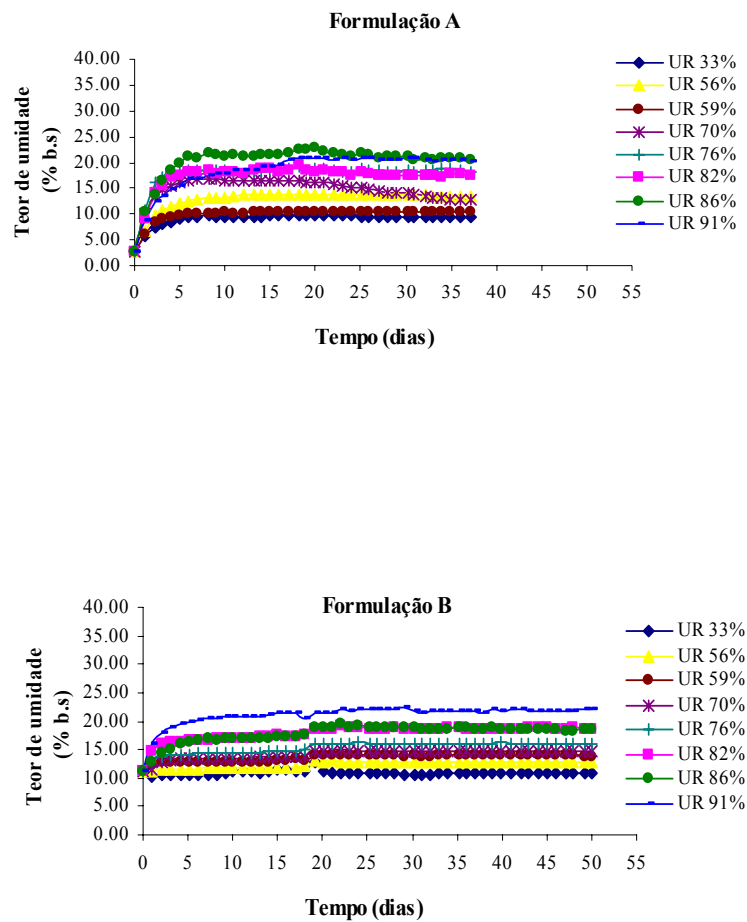 Formulação A
40.00
35.00
30.00
25.00
20.00
15.00
10.00
5.00
0.00
Teor de umidade
(% b.s)
0 5 10 15 20 25 30 35 40 45 50 55
Tempo (dias)
UR 33%
UR 56%
UR 59%
UR 70%
UR 76%
UR 82%
UR 86%
UR 91%
Formulação B
40.00
35.00
30.00
25.00
20.00
15.00
10.00
5.00
0.00
Teor de umidade
(% b.s)
0 5 10 15 20 25 30 35 40 45 50 55
Tempo (dias)
UR 33%
UR 56%
UR 59%
UR 70%
UR 76%
UR 82%
UR 86%
UR 91%